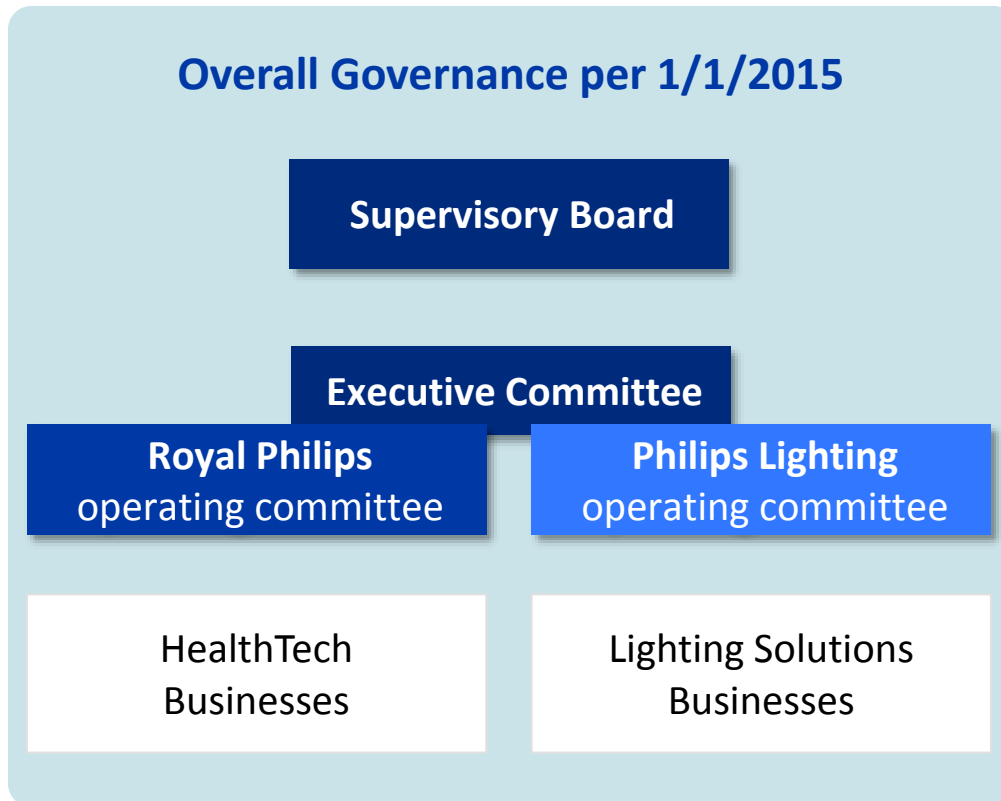 Overall Governance per 1/1/2015
Supervisory Board
Executive Committee
Royal Philips
operating committee
Philips Lighting
operating committee
HealthTech
Businesses
Lighting Solutions
Businesses